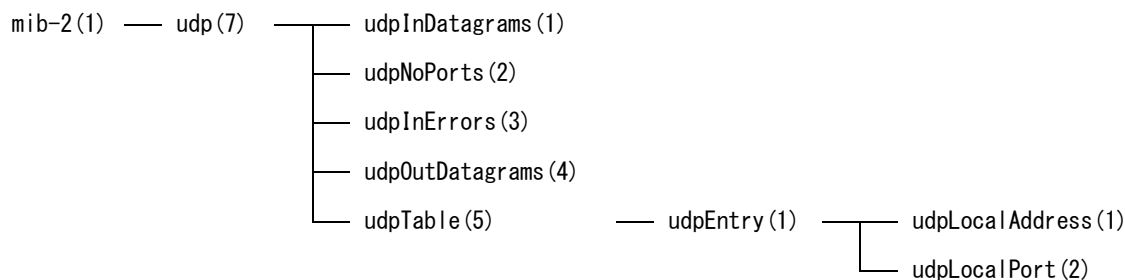 mib-2(1) udp(7) udpInDatagrams(1)
udpNoPorts(2)
udpInErrors(3)
udpOutDatagrams(4)
udpTable(5) udpEntry(1) udpLocalAddress(1)
udpLocalPort(2)